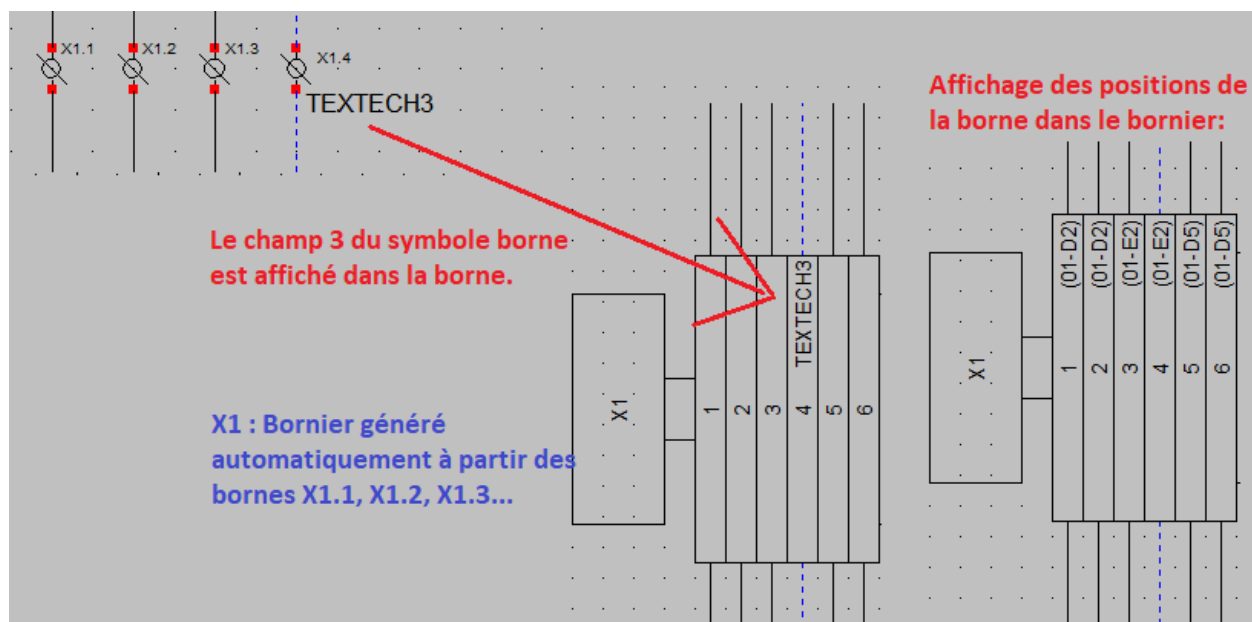 X1.1
X1.2
X1.3
X1.4
TEXTECH3
Le champ 3 du symbole borne
est affiché dans la borne.
X1 : Bornier généré
automatiquement à partir des
bornes X1.1, X1.2, X1.3...
X1
1
2
3
4
5
6
TEXTECH3
Affichage des positions de
la borne dans le bornier:
X1
1
2
3
4
5
6
(01-D2)
(01-D2)
(01-E2)
(01-E2)
(01-D5)
(01-D5)